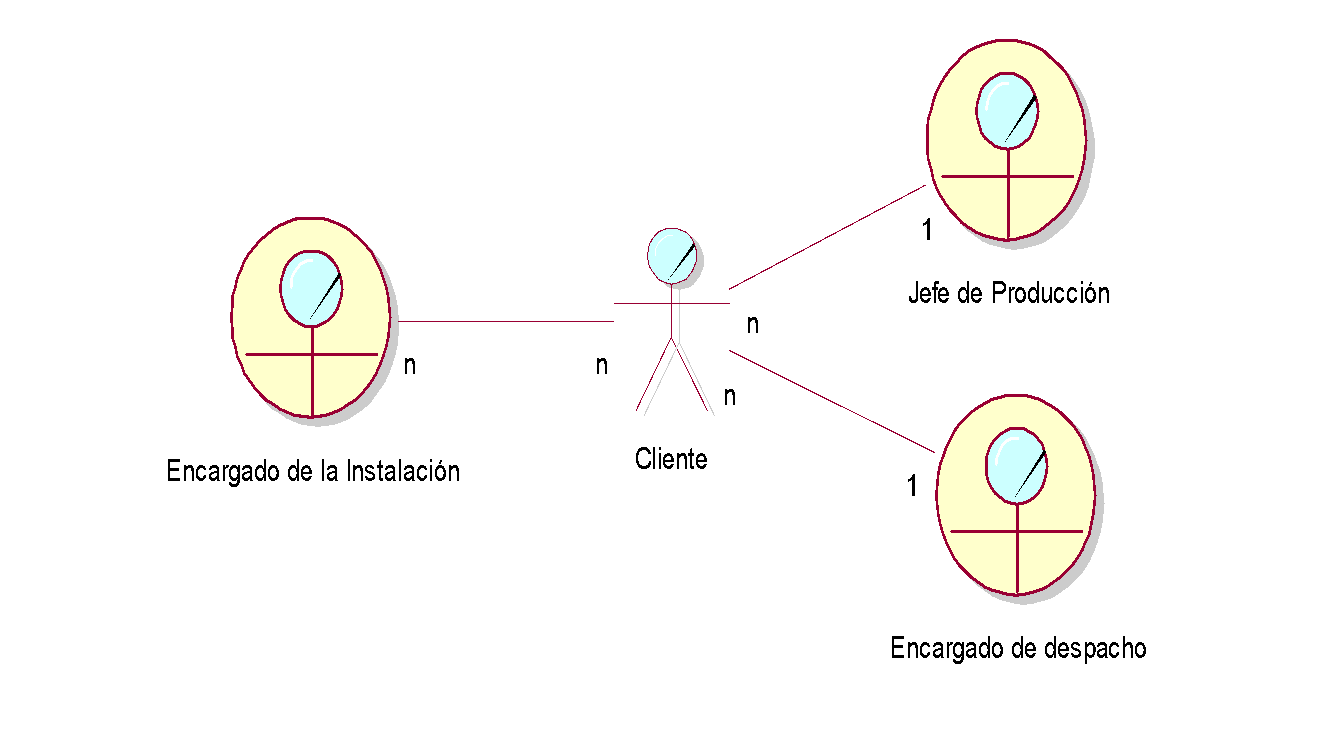 1
Jefe de Producción
n
n
n
n
Encargado de la Instalación
Cliente
1
Encargado de despacho